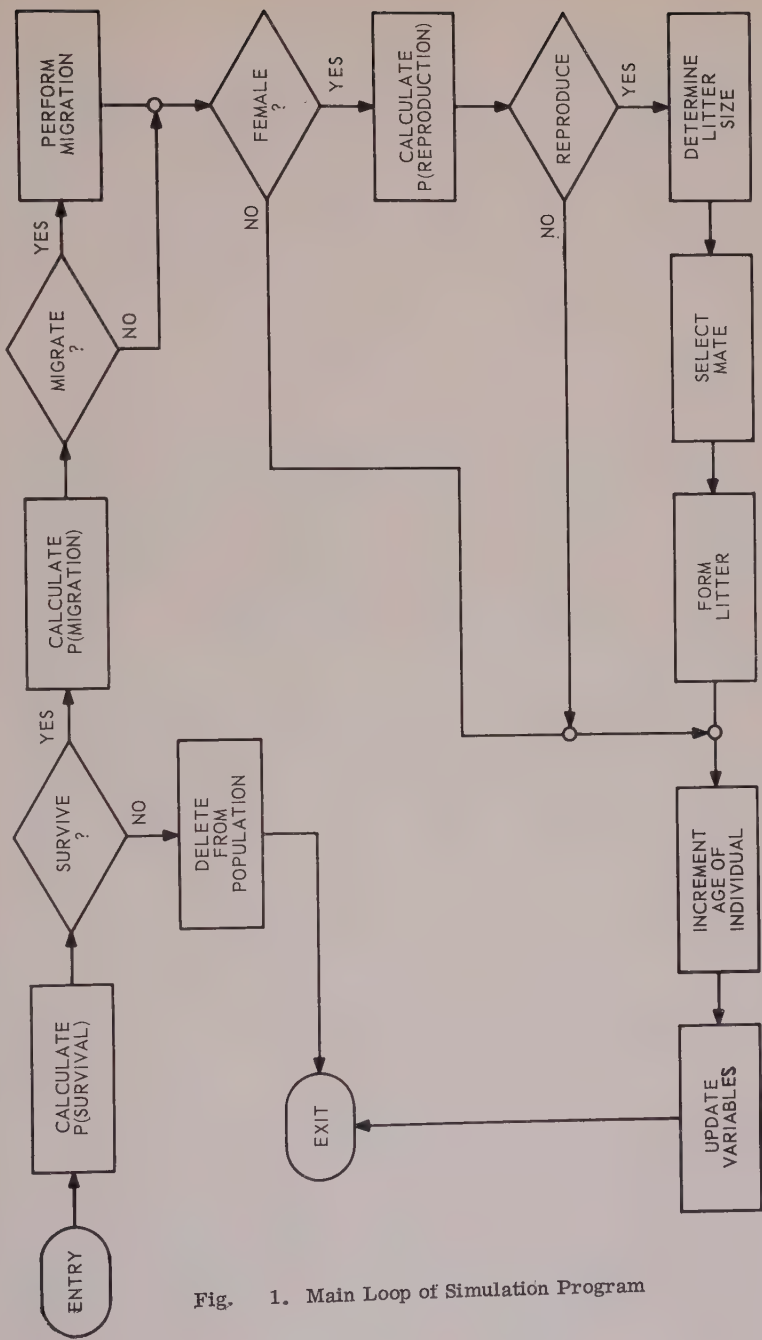 ENTRY
CALCULATE
P(SURVIVAL)
SURVIVE
?
YES
NO
DELETE
FROM
POPULATION
EXIT
CALCULATE
P(MIGRATION)
MIGRATE
?
YES
NO
PERFORM
MIGRATION
FEMALE
?
NO
YES
CALCULATE
P(REPRODUCTION)
REPRODUCE
NO
YES
DETERMINE
LITTER
SIZE
SELECT
MATE
FORM
LITTER
INCREMENT
AGE OF
INDIVIDUAL
UPDATE
VARIABLES
Fig. 1. Main Loop of Simulation Program